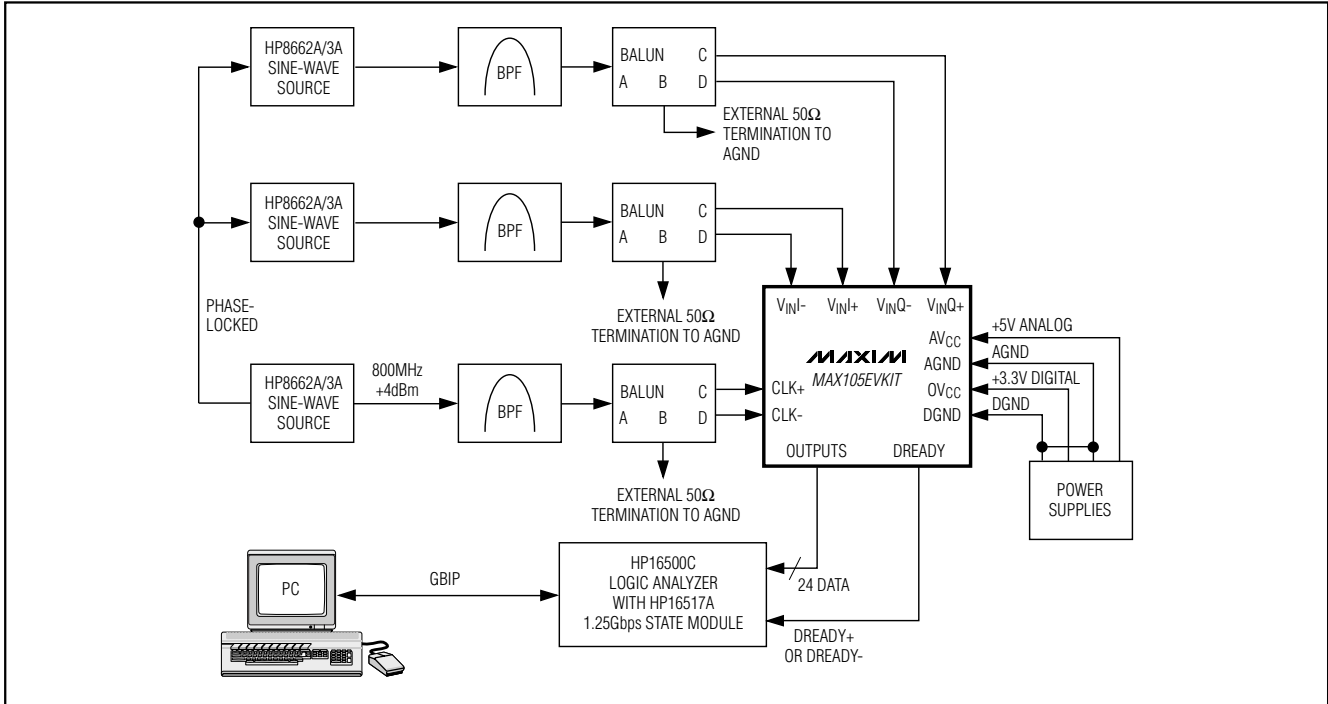 HP8662A/3A
SINE-WAVE
SOURCE
BPF
BALUN C
A B D
EXTERNAL 50Ω
TERMINATION TO
AGND
HP8662A/3A
SINE-WAVE
SOURCE
BPF
BALUN C
A B D
EXTERNAL 50Ω
TERMINATION TO AGND
PHASE-
LOCKED
HP8662A/3A
SINE-WAVE
SOURCE
800MHz
+4dBm
BPF
BALUN C
A B D
EXTERNAL 50Ω
TERMINATION TO AGND
VINI- VINI+ VINQ- VINQ+
MAXIM
MAX105EVKIT
AVCC
AGND
OVCC
DGND
CLK+
CLK-
OUTPUTS DREADY
+5V ANALOG
AGND
+3.3V DIGITAL
DGND
POWER
SUPPLIES
PC
GBIP
HP16500C
LOGIC ANALYZER
WITH HP16517A
1.25Gbps STATE MODULE
24 DATA
DREADY+
OR DREADY-